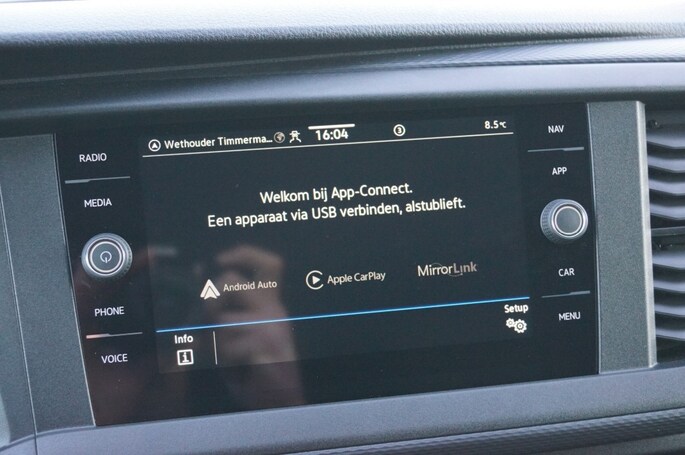 Wethouder Timmerma...
16:04
3
8.5°C
RADIO
MEDIA
PHONE
VOICE
Welkom bij App-Connect.
Een apparaat via USB verbinden, alstublieft.
Android Auto
Apple CarPlay
MirrorLink
Info
Setup
NAV
APP
CAR
MENU